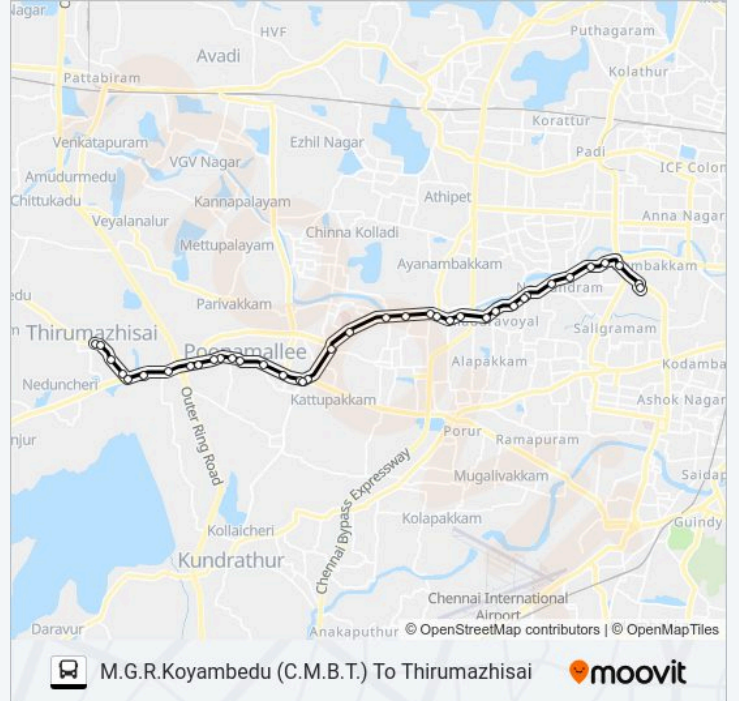 HVF
Puthagaram
Avadi
Kolathur
Pattabiram
Korattur
Venkatapuram
Ezhil Nagar
Padi
VGV Nagar
ICF Colon
Amudurmedu
Chittukadu
Kannapalayam
Athipet
Anna Nagar
Veyalanalur
Chinna Kolladi
Mettupalayam
Ayanambakkam
mbakkam
Parivakkam
Thirumazhisai
Saligramam
Poonamallee
Alapakkam
Kodamba
Neduncheri
Kattupakkam
Ashok Nagar
Outer Ring Road
Porur
Ramapuram
njur
Mugalivakkam
Saidap
Chennai Bypass Expressway
Kolapakkam
Kollaicheri
Guindy
Kundrathur
Chennai International
Airport
Daravur
Anakaputhur
© OpenStreetMap contributors | © OpenMapTiles
M.G.R.Koyambedu (C.M.B.T.) To Thirumazhisai
moovit